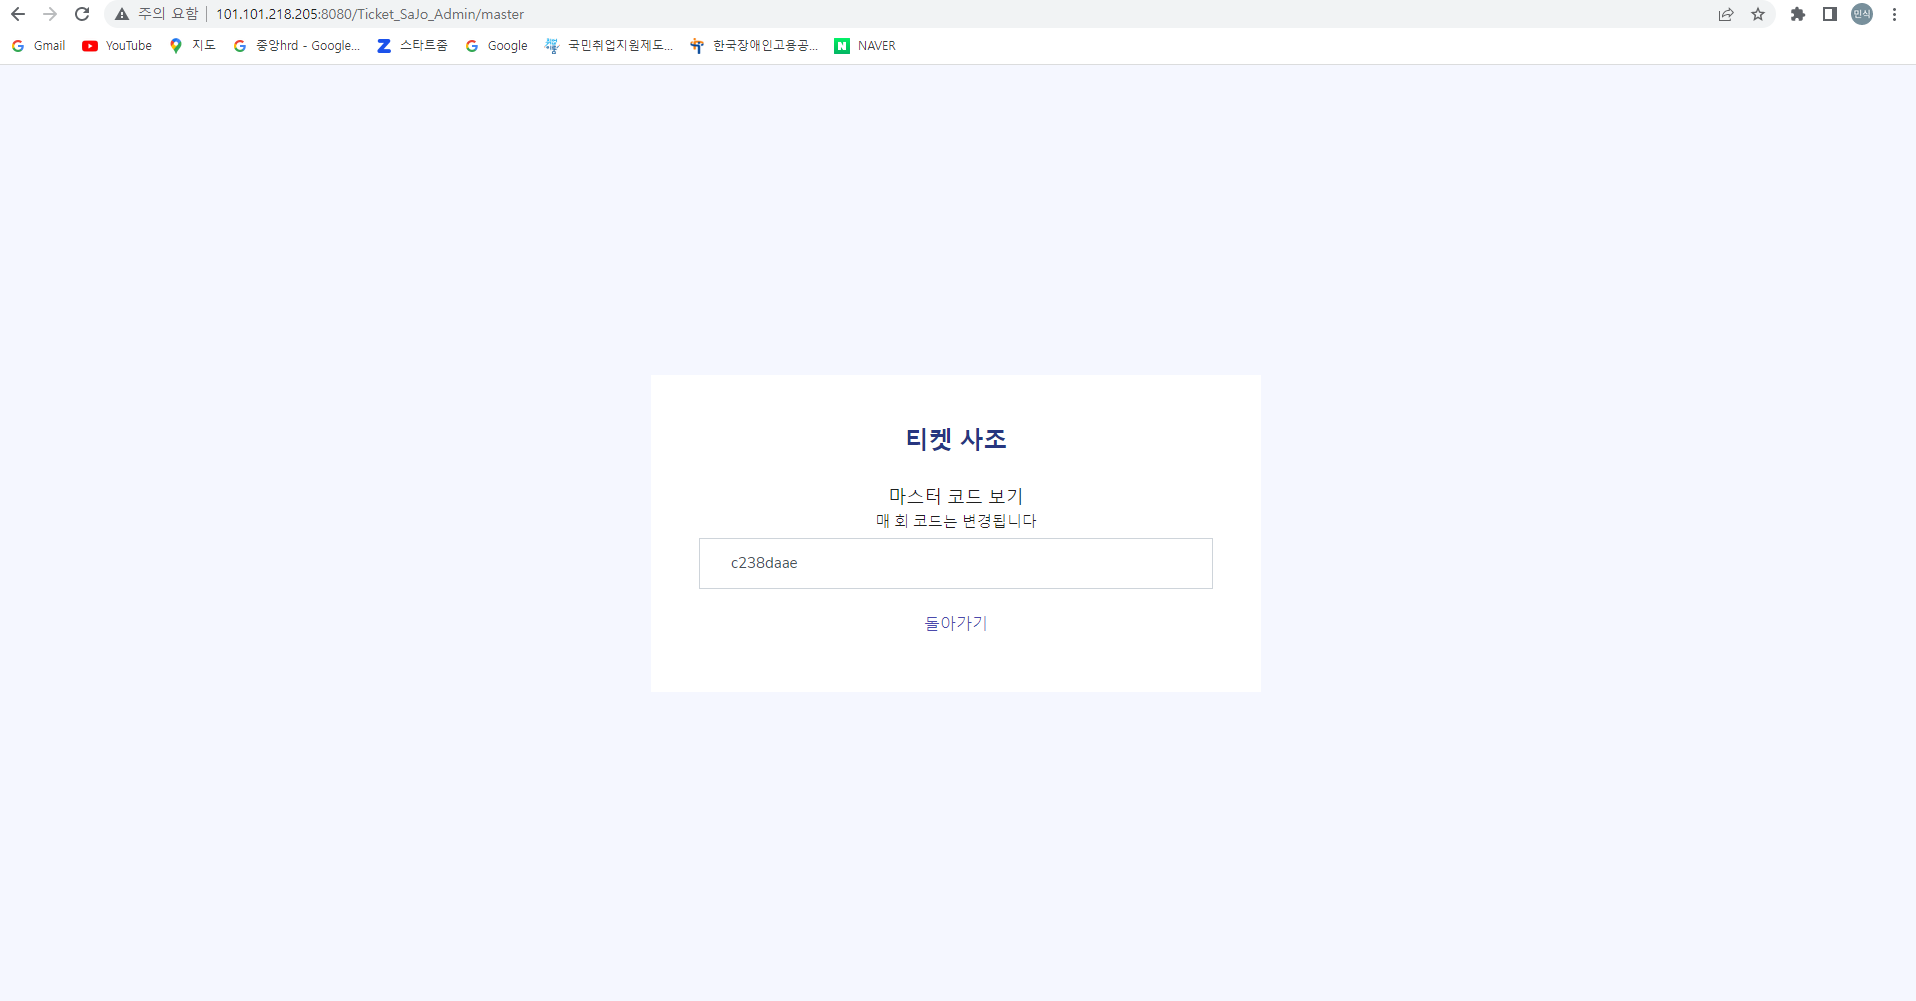 주의 요함 101.101.218.205:8080/Ticket_SaJo_Admin/master 민식
Gmail YouTube 지도 중앙hrd - Google... 스타트줌 Google 국민취업지원제도... 한국장애인고용공... NAVER
티켓 사조
마스터 코드 보기
매 회 코드는 변경됩니다
c238daae
돌아가기